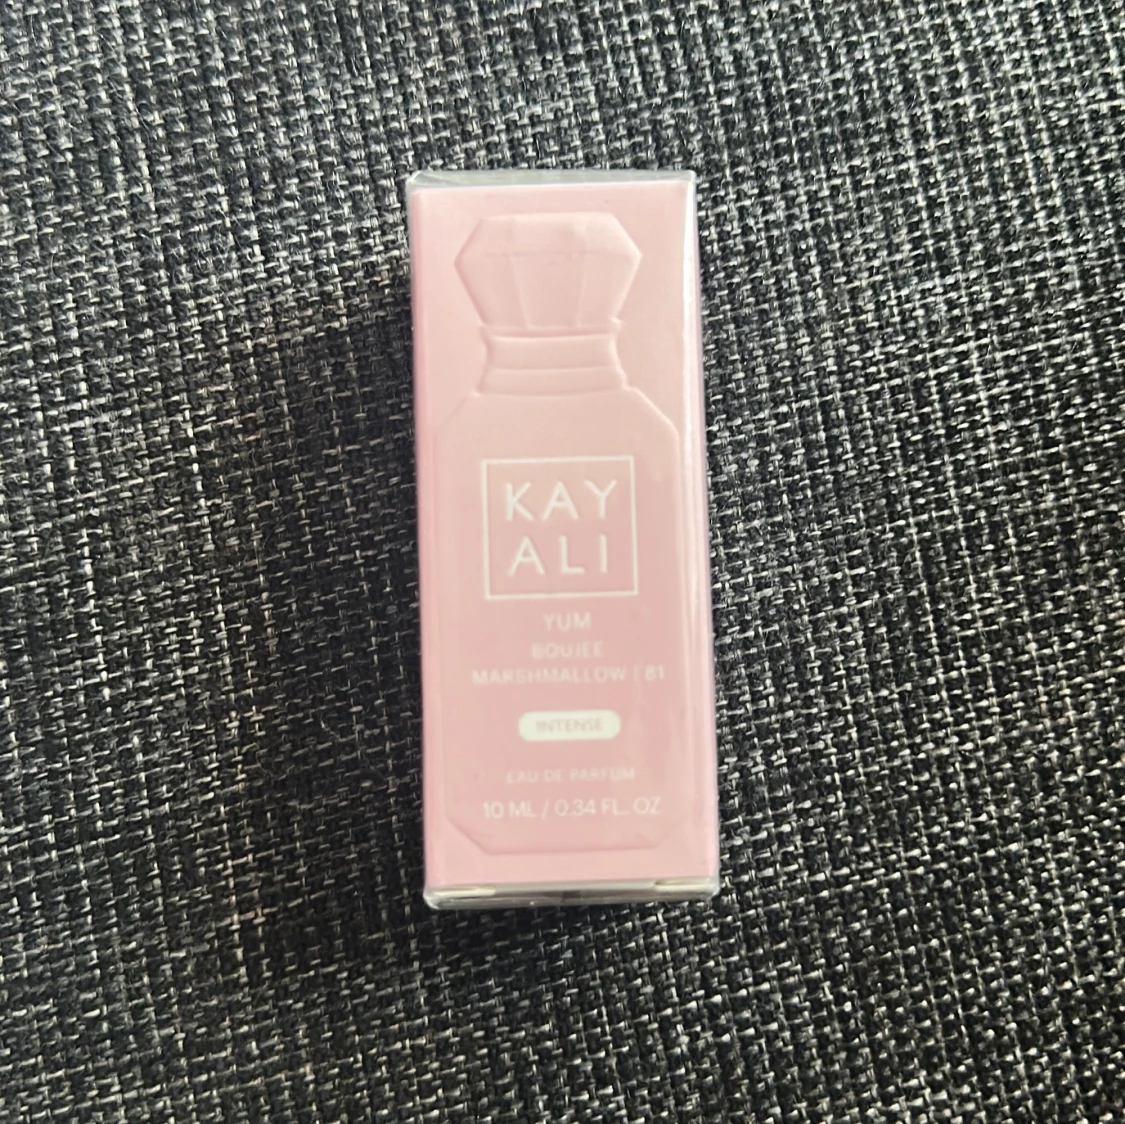 KAY
ALI
YUM
BOUJEE
MARSHMALLOW | 81
INTENSE
EAU DE PARFUM
10 ML / 0.34 FL. OZ